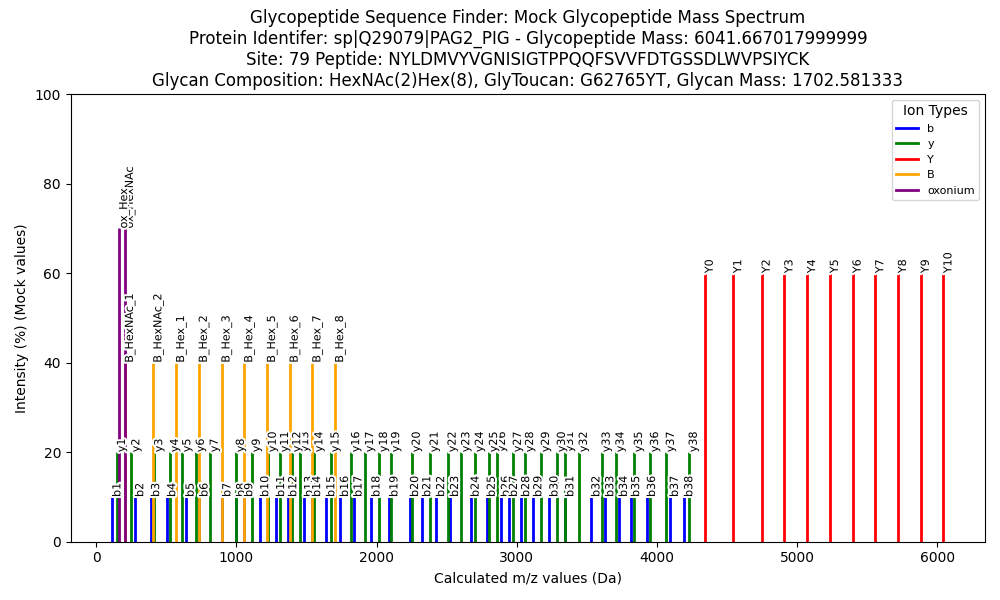 Glycopeptide Sequence Finder: Mock Glycopeptide Mass Spectrum
Protein Identifer: sp|Q29079|PAG2_PIG - Glycopeptide Mass: 6041.667017999999
Site: 79 Peptide: NYLDMVYVGNISIGTPPQQFSVVFDTGSSDLWVPSIYCK
Glycan Composition: HexNAc(2)Hex(8), GlyToucan: G62765YT, Glycan Mass: 1702.581333
Intensity (%) (Mock values)
100
80
60
40
20
0
Ion Types
b
y
Y
B
oxonium
ox_Hex
ox_HexNAc
Y0 Y1 Y2 Y3 Y4 Y5 Y6 Y7 Y8 Y9 Y10
B_HexNAc_1 B_HexNAc_2 B_Hex_1 B_Hex_2 B_Hex_3 B_Hex_4 B_Hex_5 B_Hex_6 B_Hex_7 B_Hex_8
y1 y2 y3 y4 y5 y6 y7 y8 y9 y10 y11 y12 y13 y14 y15 y16 y17 y18 y19 y20 y21 y22 y23 y24 y25 y26 y27 y28 y29 y30 y31 y32 y33 y34 y35 y36 y37 y38
b1 b2 b3 b4 b5 b6 b7 b8 b9 b10 b11 b12 b13 b14 b15 b16 b17 b18 b19 b20 b21 b22 b23 b24 b25 b26 b27 b28 b29 b30 b31 b32 b33 b34 b35 b36 b37 b38
0 1000 2000 3000 4000 5000 6000
Calculated m/z values (Da)